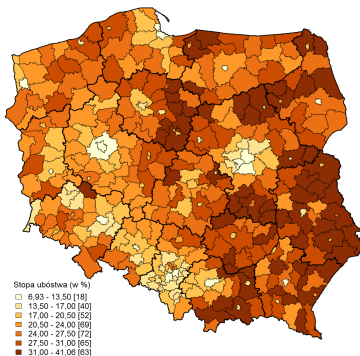 Stopa ubóstwa (w %)
6,93 - 13,50 [18]
13,50 - 17,00 [40]
17,00 - 20,50 [52]
20,50 - 24,00 [69]
24,00 - 27,50 [72]
27,50 - 31,00 [65]
31,00 - 41,06 [63]